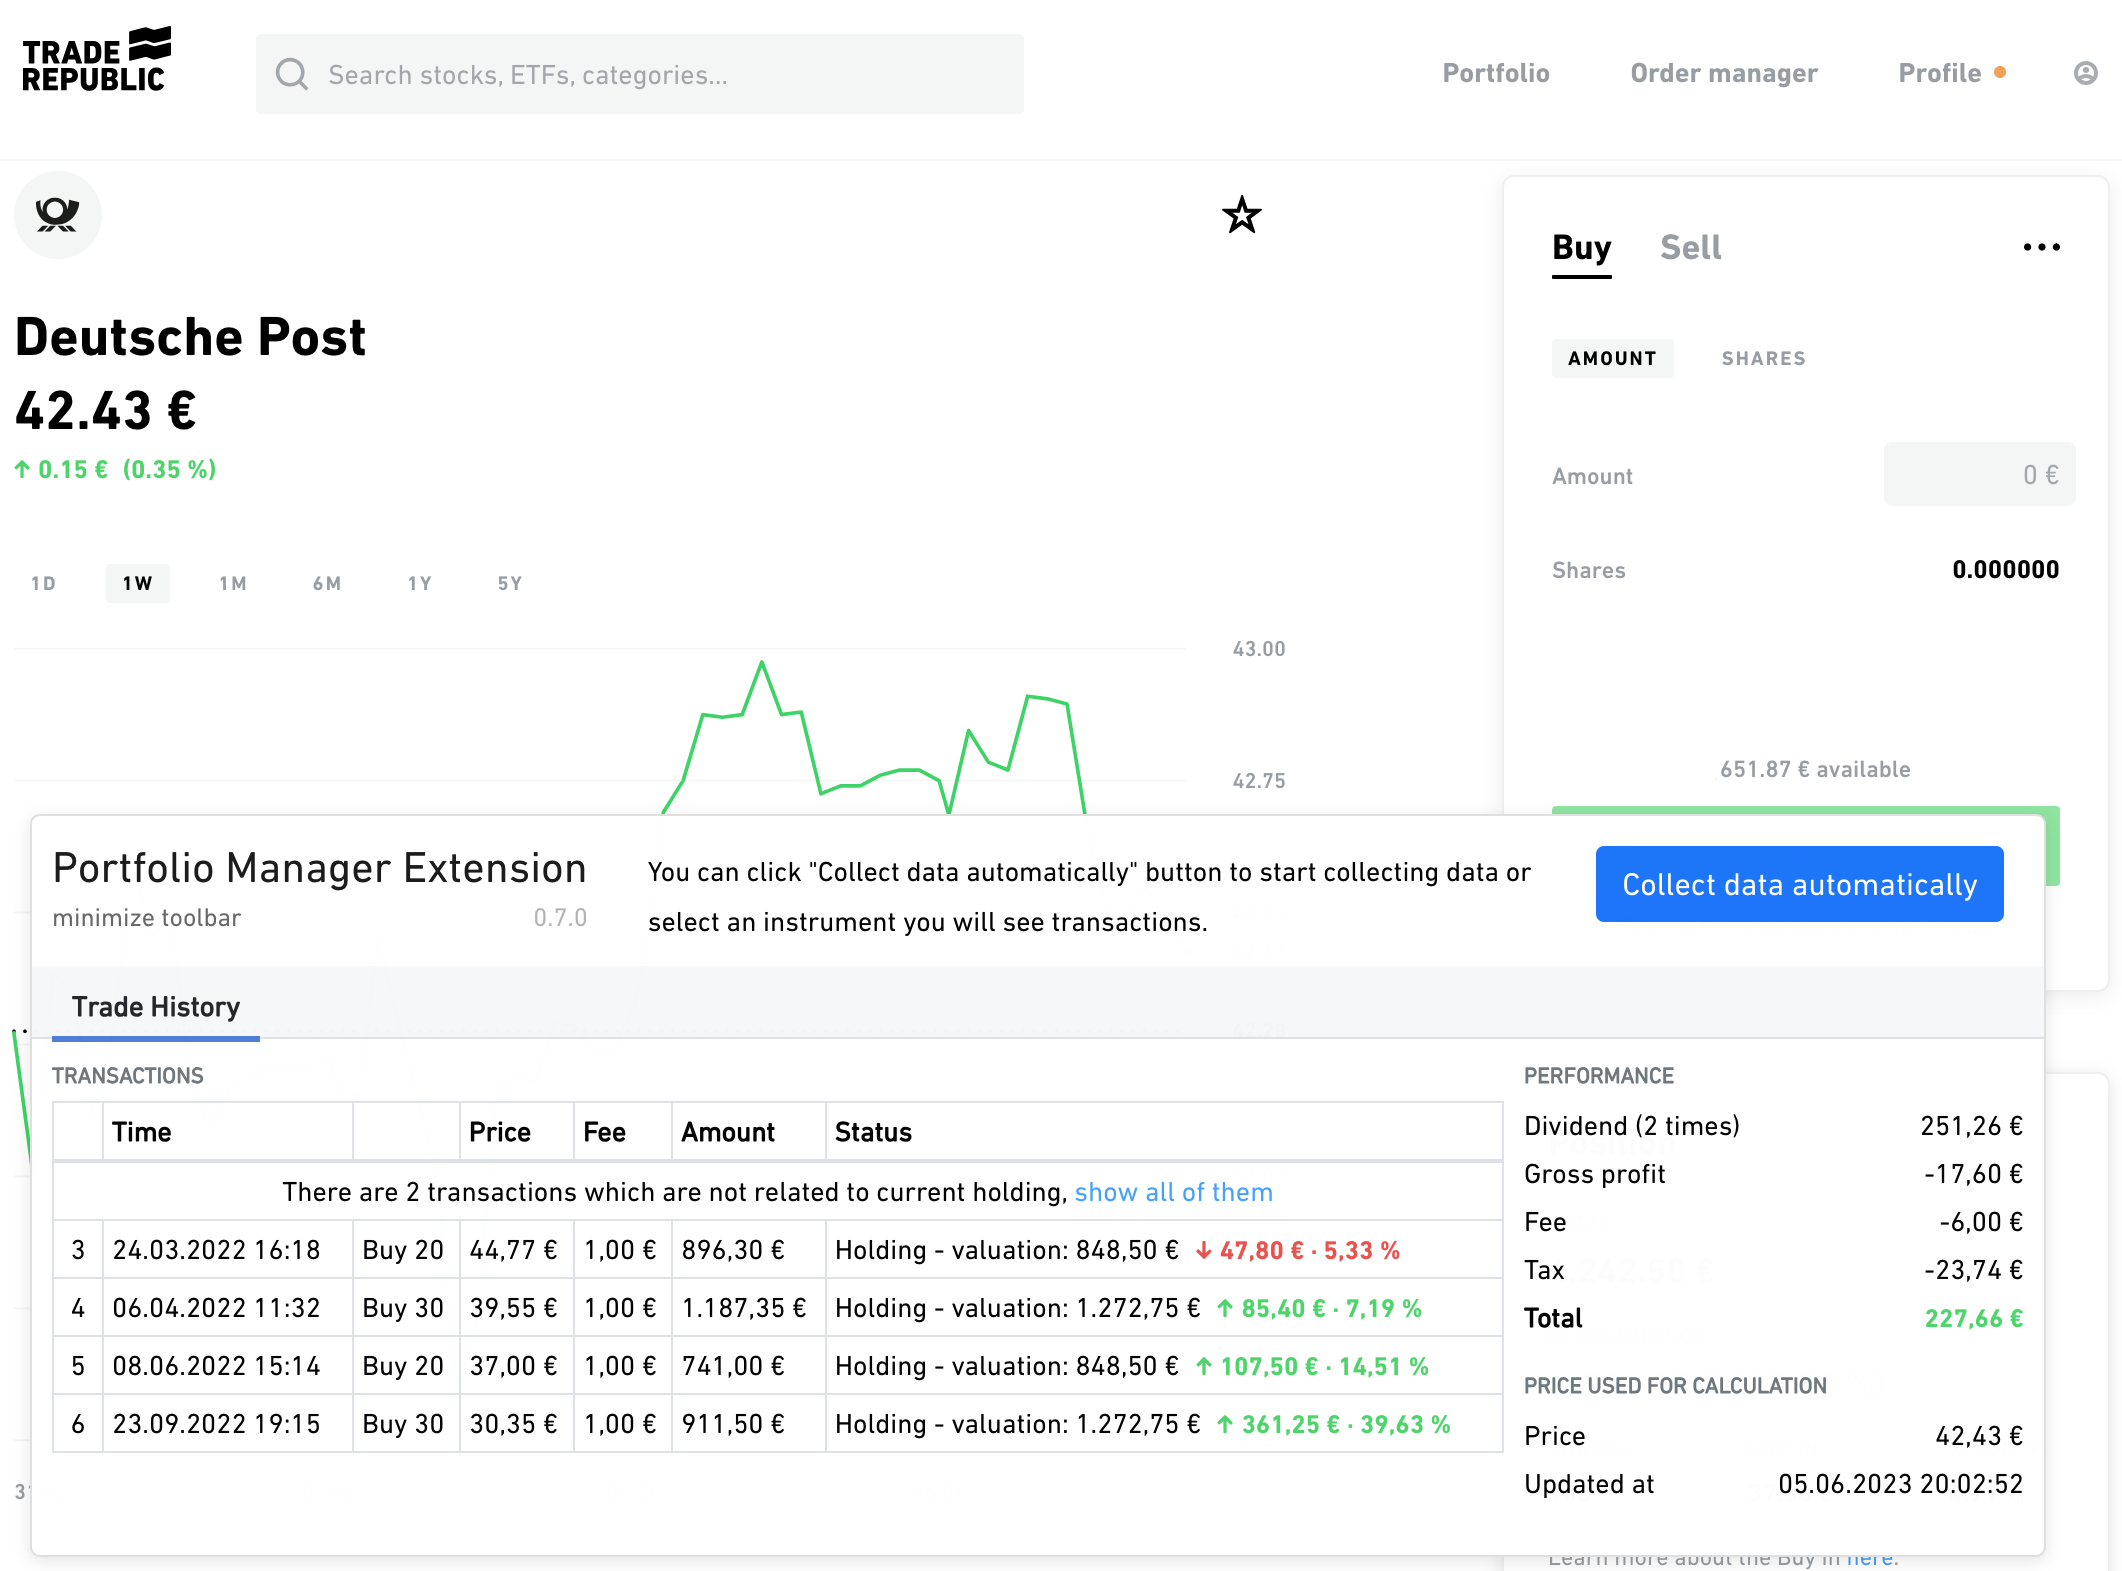 TRADE
REPUBLIC
Search stocks, ETFs, categories...
Portfolio
Order manager
Profile
Deutsche Post
42.43 €
↑ 0.15 € (0.35 %)
1D 1W 1M 6M 1Y 5Y
43.00
42.75
Buy Sell
AMOUNT SHARES
Amount 0 €
Shares 0.000000
651.87 € available
Portfolio Manager Extension
minimize toolbar 0.7.0
You can click "Collect data automatically" button to start collecting data or
select an instrument you will see transactions.
Collect data automatically
Trade History
TRANSACTIONS
Time Price Fee Amount Status
There are 2 transactions which are not related to current holding, show all of them
3 24.03.2022 16:18 Buy 20 44,77 € 1,00 € 896,30 € Holding - valuation: 848,50 € ↓ 47,80 € · 5,33 %
4 06.04.2022 11:32 Buy 30 39,55 € 1,00 € 1.187,35 € Holding - valuation: 1.272,75 € ↑ 85,40 € · 7,19 %
5 08.06.2022 15:14 Buy 20 37,00 € 1,00 € 741,00 € Holding - valuation: 848,50 € ↑ 107,50 € · 14,51 %
6 23.09.2022 19:15 Buy 30 30,35 € 1,00 € 911,50 € Holding - valuation: 1.272,75 € ↑ 361,25 € · 39,63 %
PERFORMANCE
Dividend (2 times) 251,26 €
Gross profit -17,60 €
Fee -6,00 €
Tax -23,74 €
Total 227,66 €
PRICE USED FOR CALCULATION
Price 42,43 €
Updated at 05.06.2023 20:02:52
Learn more about the Buy in here.